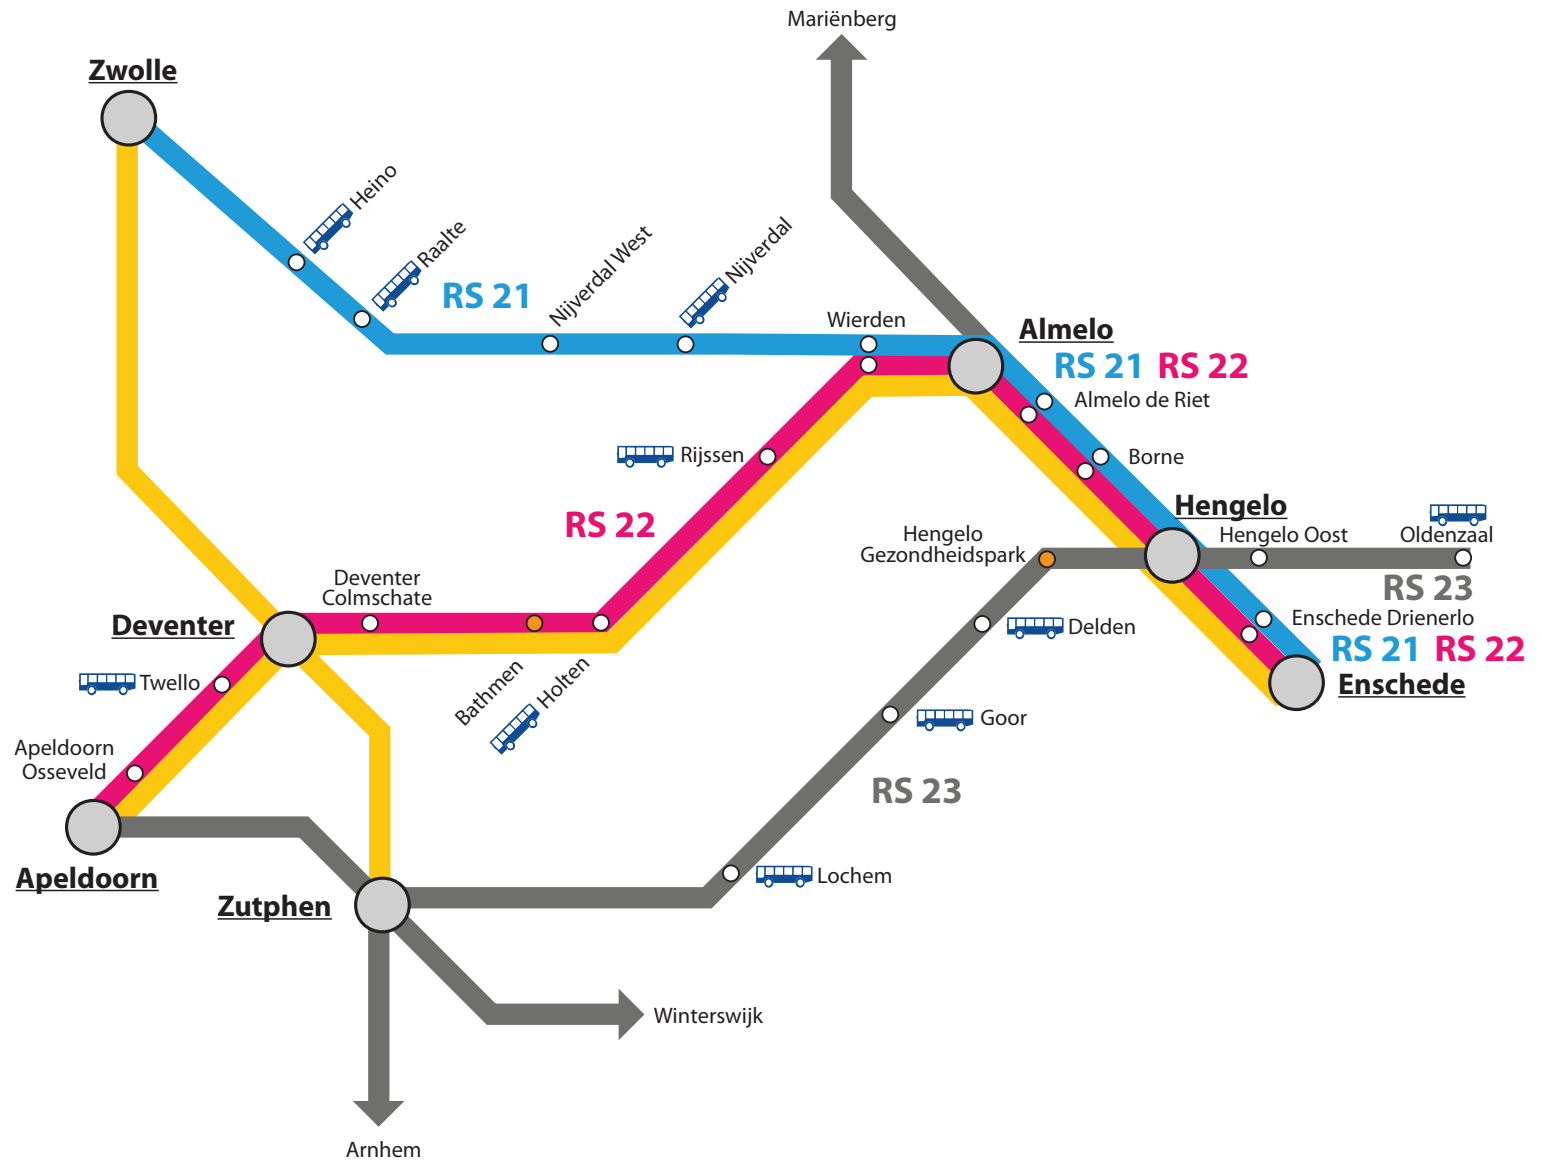 Mariënberg
Zwolle
Heino
Raalte
RS 21
Nijverdal West
Nijverdal
Wierden
Almelo
RS 21 RS 22
Almelo de Riet
Borne
Rijssen
RS 22
Hengelo
Hengelo Oost
Oldenzaal
Hengelo
Gezondheidspark
RS 23
Deventer
Colmschate
Deventer
Enschede Drienerlo
Delden
RS 21 RS 22
Enschede
Twello
Bathmen
Holten
Goor
Apeldoorn
Osseveld
RS 23
Apeldoorn
Lochem
Zutphen
Winterswijk
Arnhem